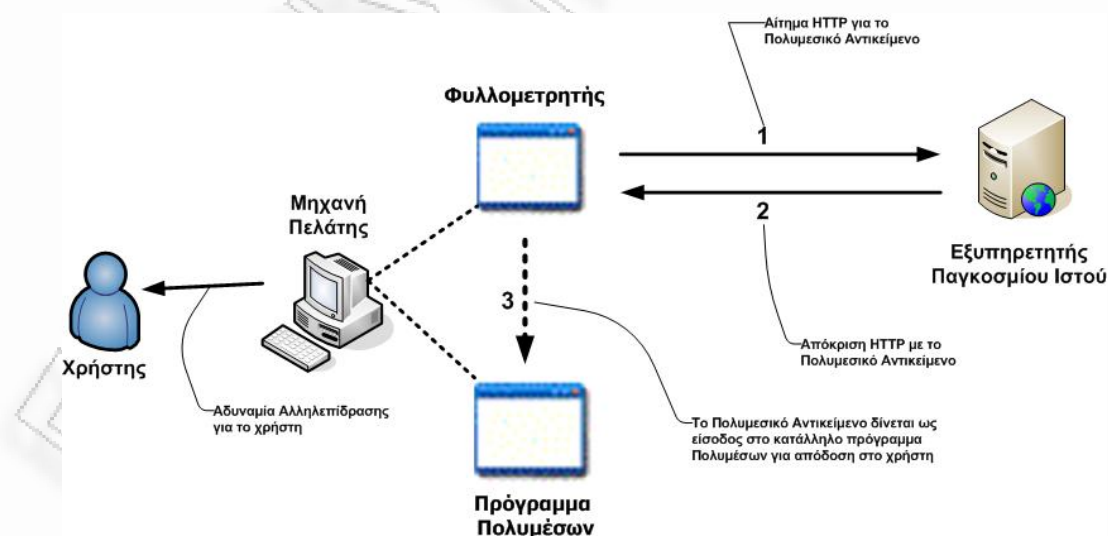 Αίτημα HTTP για το
Πολυμεσικό Αντικείμενο
Φυλλομετρητής
1
2
Μηχανή
Πελάτης
Εξυπηρετητής
Παγκοσμίου Ιστού
3
Χρήστης
Απόκριση HTTP με το
Πολυμεσικό Αντικείμενο
Αδυναμία Αλληλεπίδρασης
για το χρήστη
Το Πολυμεσικό Αντικείμενο δίνεται ως
είσοδος στο κατάλληλο πρόγραμμα
Πολυμέσων για απόδοση στο χρήστη
Πρόγραμμα
Πολυμέσων